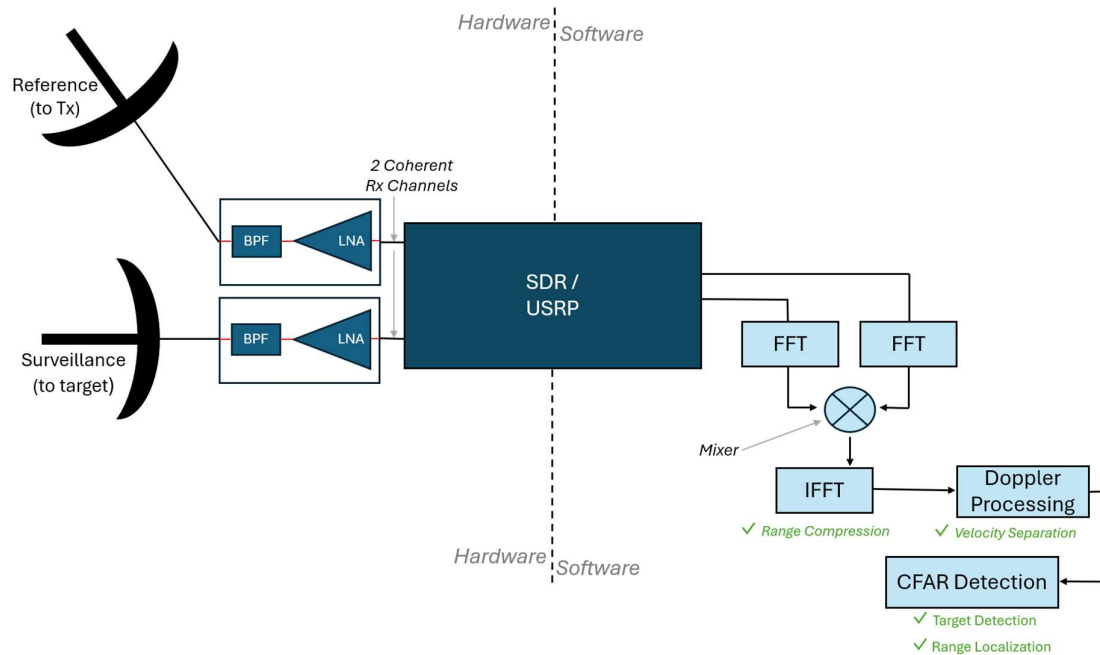 Hardware
Software
Reference
(to Tx)
2 Coherent
Rx Channels
BPF
LNA
SDR /
USRP
BPF
LNA
Surveillance
(to target)
FFT
FFT
Mixer
IFFT
Doppler
Processing
✓ Range Compression
✓ Velocity Separation
Hardware
Software
CFAR Detection
✓ Target Detection
✓ Range Localization